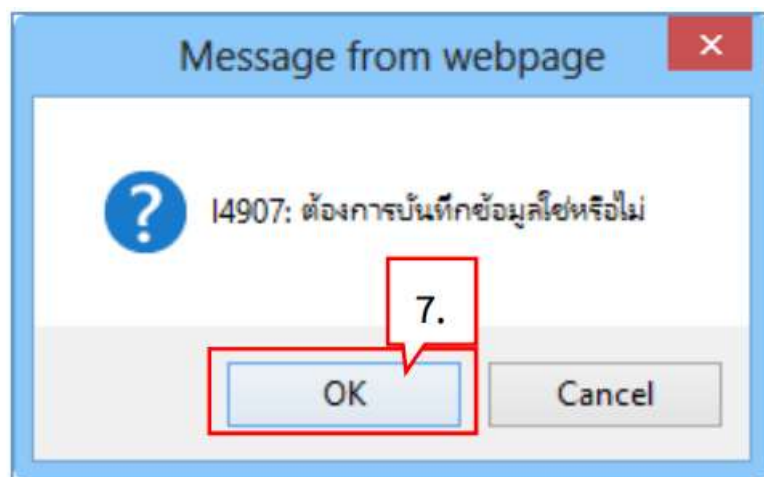 Message from webpage
I4907: ต้องการบันทึกข้อมูลใช่หรือไม่
7.
OK
Cancel